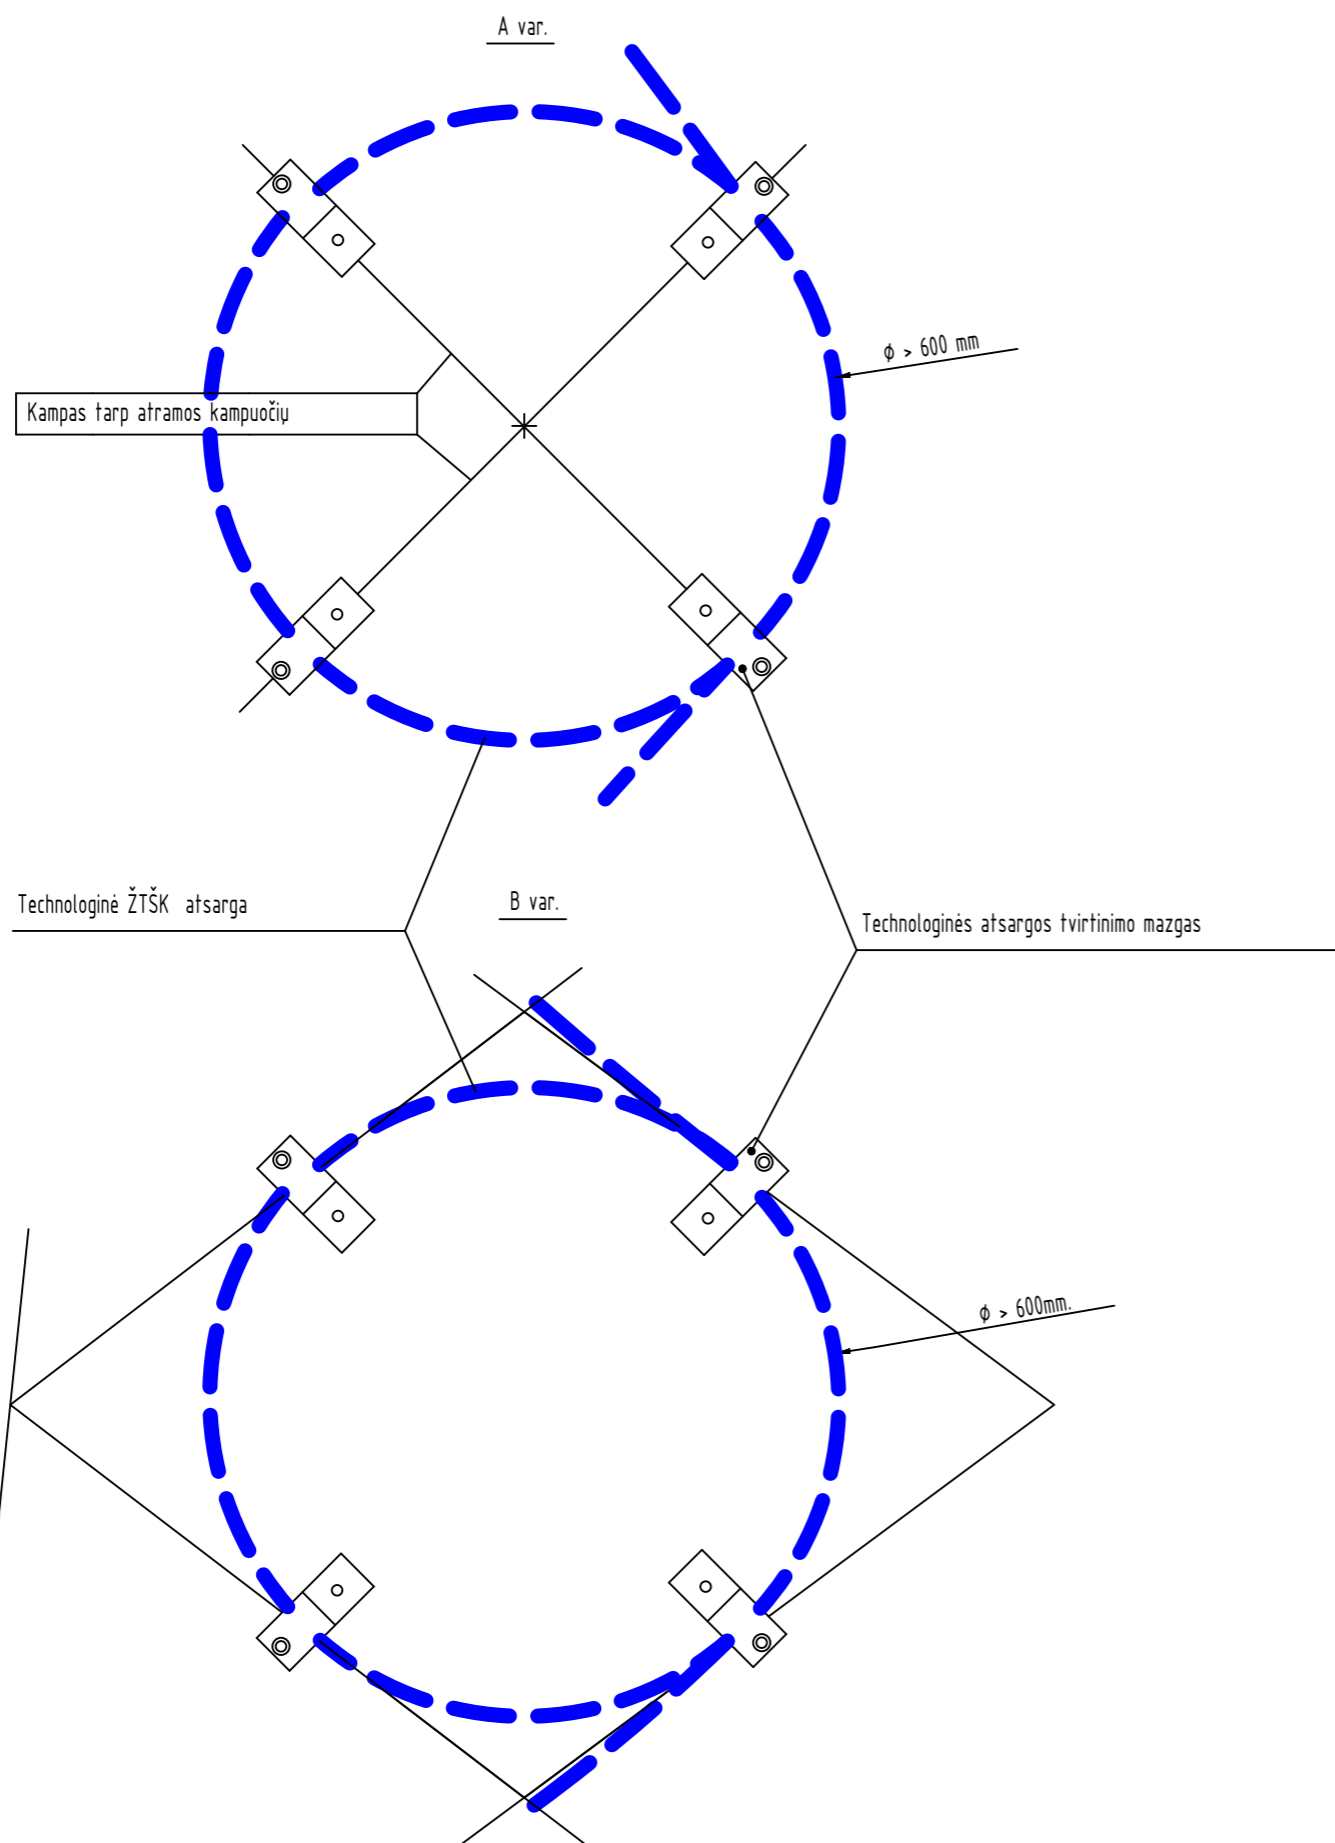 A var.
ϕ > 600 mm
Kampas tarp atramos kampuočių
Technologinė ŽTŠK atsarga
B var.
Technologinės atsargos tvirtinimo mazgas
ϕ > 600mm.